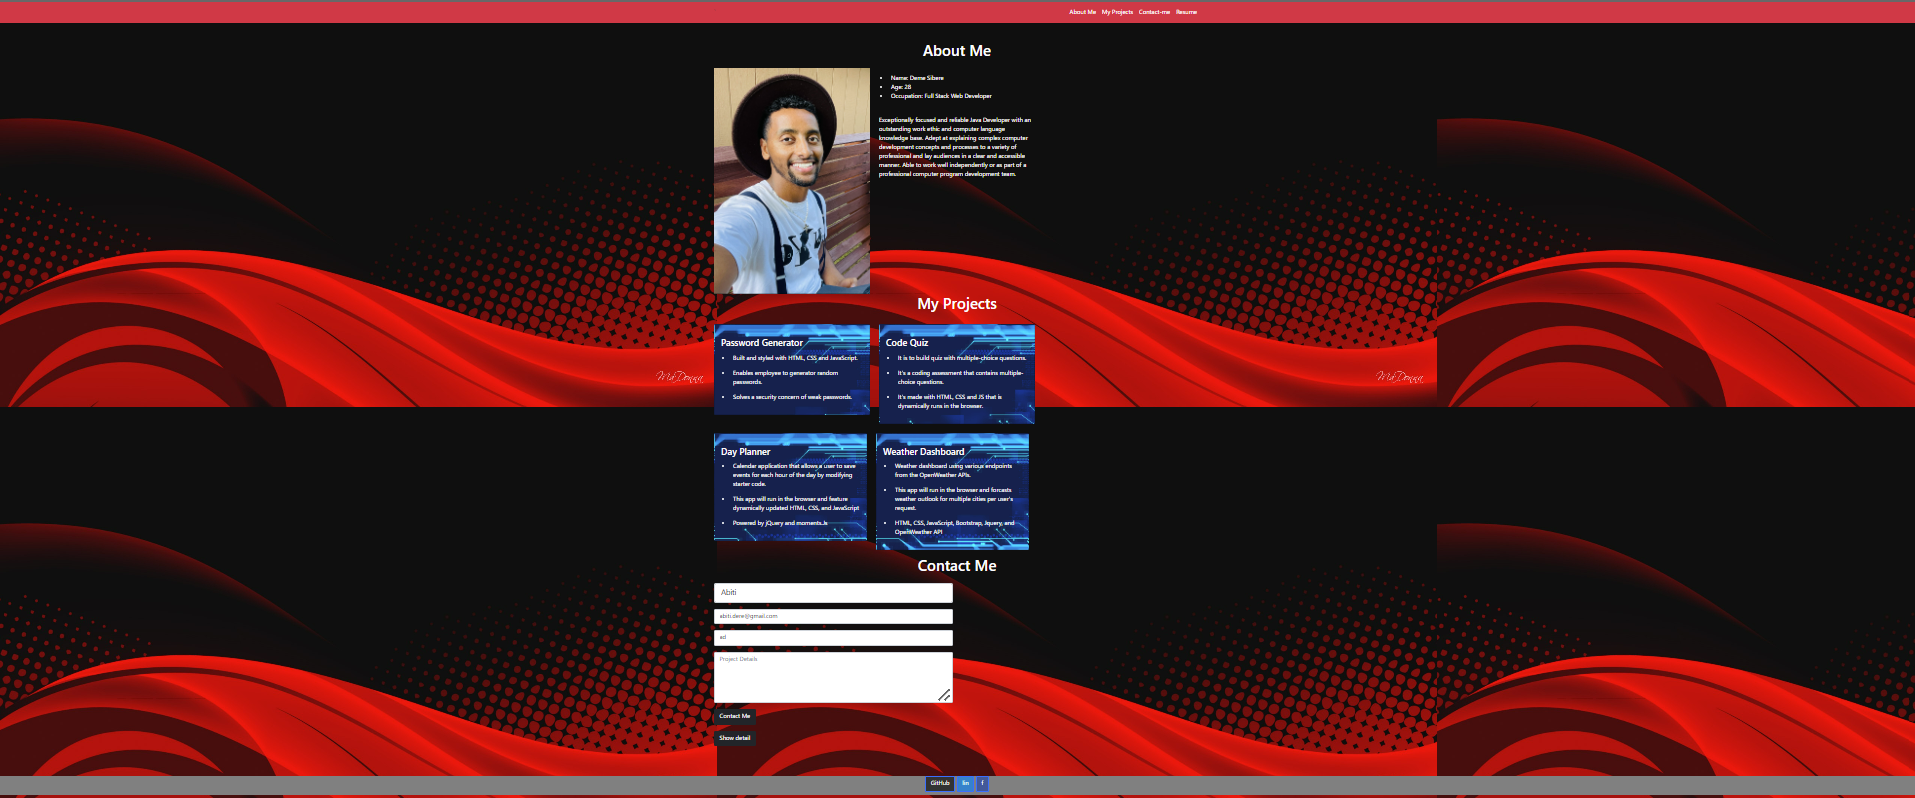 About Me My Projects Contact-me Resume
About Me
Name: Deme Sibere
Age: 28
Occupation: Full Stack Web Developer
Exceptionally focused and reliable Java Developer with an
outstanding work ethic and computer language
knowledge base. Adept at explaining complex computer
development concepts and processes to a variety of
professional and lay audiences in a clear and accessible
manner. Able to work well independently or as part of a
professional computer program development team.
My Projects
Password Generator
Built and styled with HTML, CSS and JavaScript.
Enables employee to generator random
passwords.
Solves a security concern of weak passwords.
Code Quiz
It is to build quiz with multiple-choice questions.
It's a coding assessment that contains multiple-
choice questions.
It's made with HTML, CSS and JS that is
dynamically runs in the browser.
MiaDonna
MiaDonna
Day Planner
Calendar application that allows a user to save
events for each hour of the day by modifying
starter code.
This app will run in the browser and feature
dynamically updated HTML, CSS, and JavaScript
Powered by jQuery and moments.Js
Weather Dashboard
Weather dashboard using various endpoints
from the OpenWeather APIs.
This app will run in the browser and forcasts
weather outlook for multiple cities per user's
request.
HTML, CSS, JavaScript, Bootstrap, Jquery, and
OpenWeather API
Contact Me
Abiti
abiti.dere@gmail.com
ad
Project Details
Contact Me
Show detail
GitHub lin f